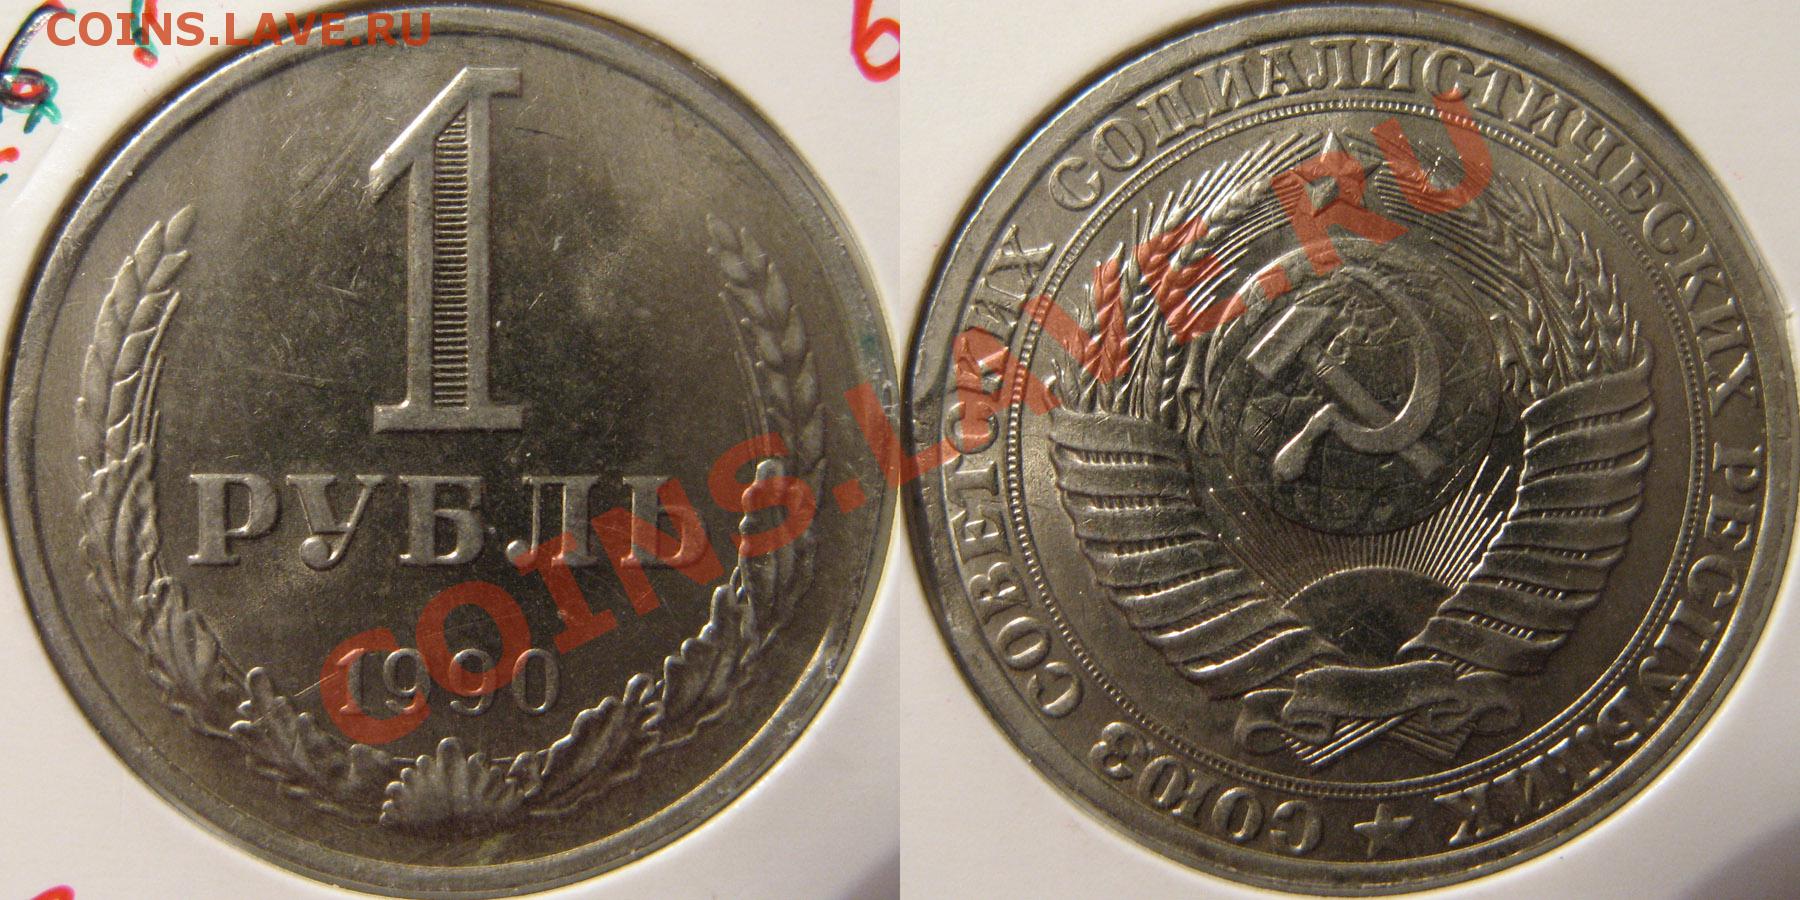 COINS.LAVE.RU
1
РУБЛЬ
1990
СОЮЗ СОВЕТСКИХ СОЦИАЛИСТИЧЕСКИХ РЕСПУБЛИК
COINS.LAVE.RU